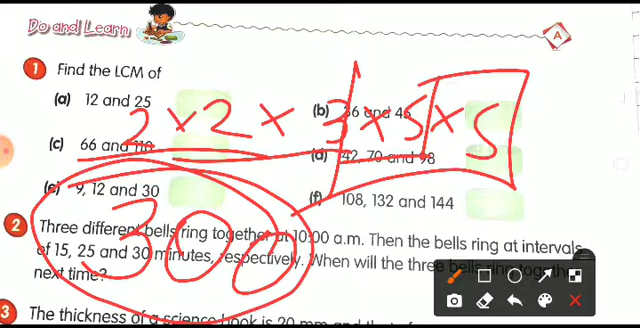 Do and Learn
A
1 Find the LCM of
(a) 12 and 25
(b) 36 and 45
2 × 2 × 3 × 5 × 5
(c) 66 and 110
(d) 42, 70 and 98
(e) 9, 12 and 30
(f) 108, 132 and 144
300
2 Three different bells ring together at 10:00 a.m. Then the bells ring at intervals
of 15, 25 and 30 minutes, respectively. When will the three bells ring
next time?
3 The thickness of a science book is 20 mm and that of